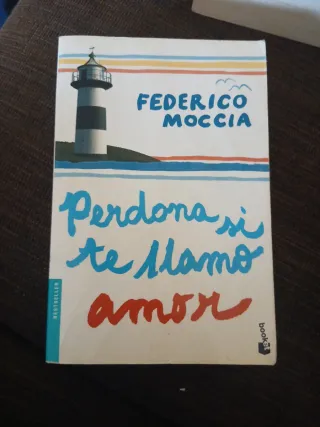 FEDERICO
MOCCIA
Perdona si
te llamo
amor
BESTSELLER
booket